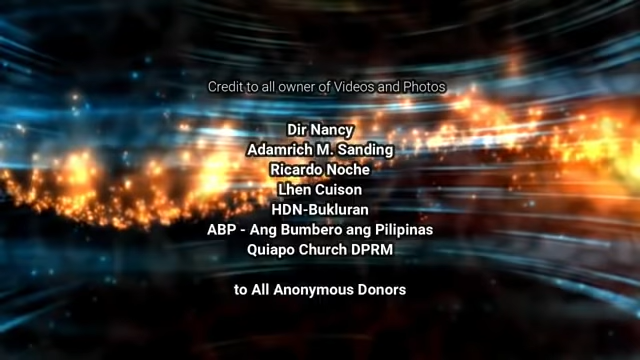 Credit to all owner of Videos and Photos
Dir Nancy
Adamrich M. Sanding
Ricardo Noche
Lhen Cuison
HDN-Bukluran
ABP - Ang Bumbero ang Pilipinas
Quiapo Church DPRM
to All Anonymous Donors